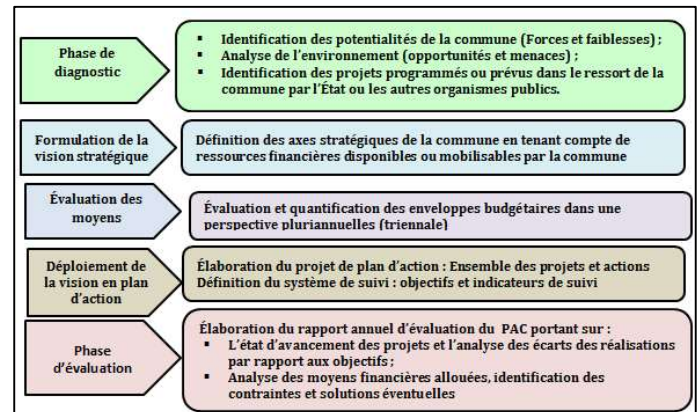 Phase de
diagnostic
▪ Identification des potentialités de la commune (Forces et faiblesses) ;
▪ Analyse de l'environnement (opportunités et menaces) ;
▪ Identification des projets programmés ou prévus dans le ressort de la
commune par l'État ou les autres organismes publics.
Formulation de la
vision stratégique
Définition des axes stratégiques de la commune en tenant compte de
ressources financières disponibles ou mobilisables par la commune
Évaluation des
moyens
Évaluation et quantification des enveloppes budgétaires dans une
perspective pluriannuelles (triennale)
Déploiement de
la vision en plan
d'action
Élaboration du projet de plan d'action : Ensemble des projets et actions
Définition du système de suivi : objectifs et indicateurs de suivi
Phase
d'évaluation
Élaboration du rapport annuel d'évaluation du PAC portant sur :
▪ L'état d'avancement des projets et l'analyse des écarts des réalisations
par rapport aux objectifs ;
▪ Analyse des moyens financières allouées, identification des
contraintes et solutions éventuelles